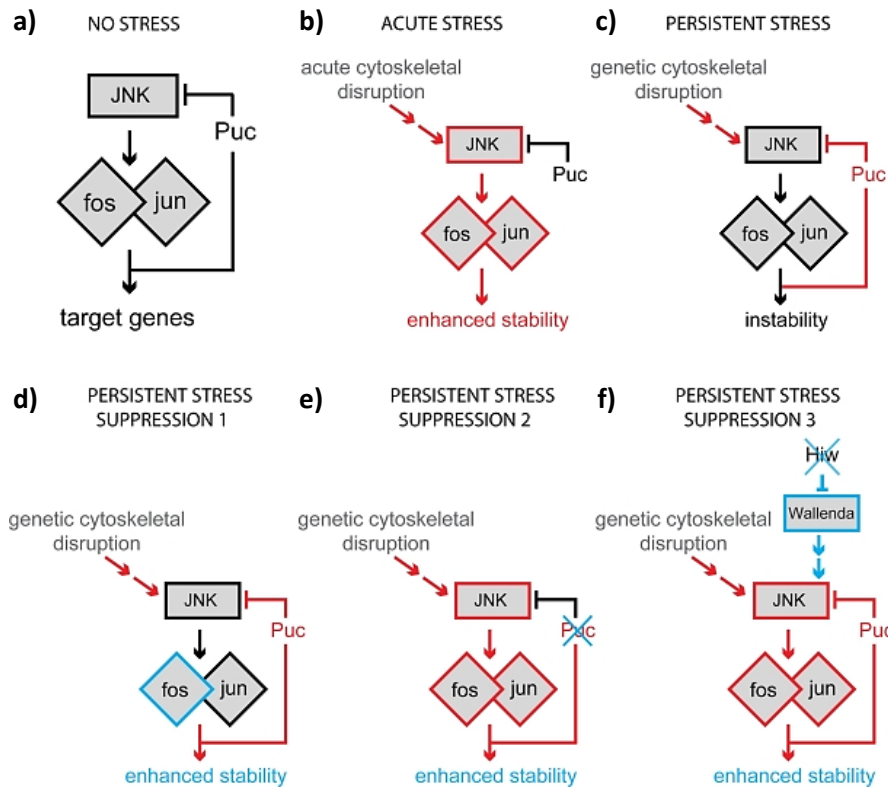 a)
NO STRESS
JNK
Puc
fos
jun
target genes
b)
ACUTE STRESS
acute cytoskeletal
disruption
JNK
Puc
fos
jun
enhanced stability
c)
PERSISTENT STRESS
genetic cytoskeletal
disruption
JNK
Puc
fos
jun
instability
d)
PERSISTENT STRESS
SUPPRESSION 1
genetic cytoskeletal
disruption
JNK
Puc
fos
jun
enhanced stability
e)
PERSISTENT STRESS
SUPPRESSION 2
genetic cytoskeletal
disruption
JNK
Puc
fos
jun
enhanced stability
f)
PERSISTENT STRESS
SUPPRESSION 3
Hiw
Wallenda
genetic cytoskeletal
disruption
JNK
Puc
fos
jun
enhanced stability